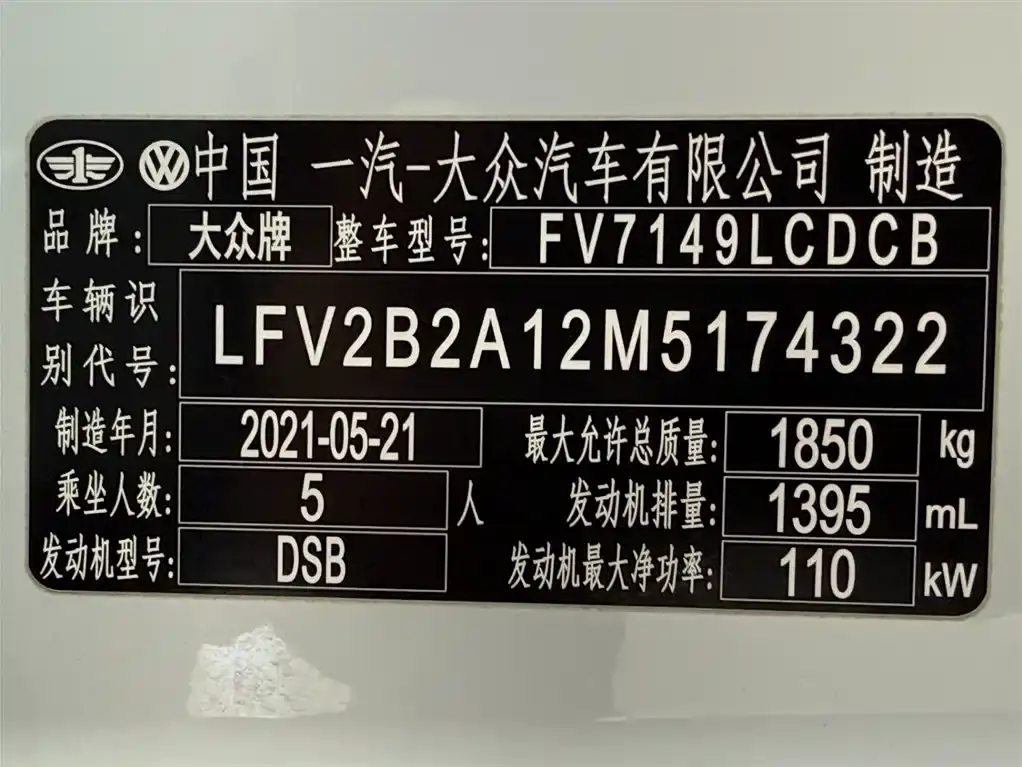 中国 一汽-大众汽车有限公司 制造
品牌: 大众牌 整车型号: FV7149LCDCB
车辆识别代号: LFV2B2A12M5174322
制造年月: 2021-05-21 最大允许总质量: 1850 kg
乘坐人数: 5 人 发动机排量: 1395 mL
发动机型号: DSB 发动机最大净功率: 110 kW